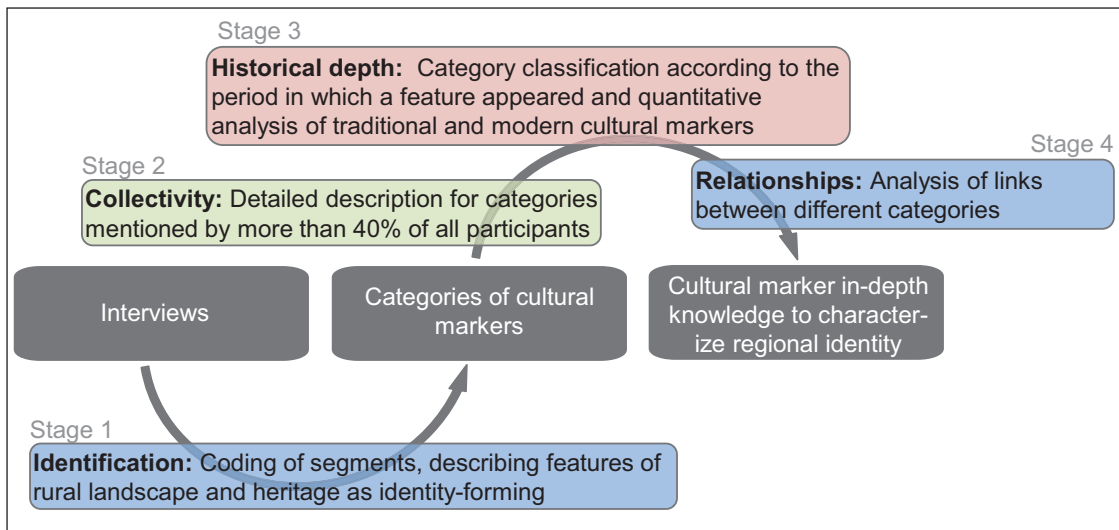 Stage 3
Historical depth: Category classification according to the
period in which a feature appeared and quantitative
analysis of traditional and modern cultural markers
Stage 4
Relationships: Analysis of links
between different categories
Stage 2
Collectivity: Detailed description for categories
mentioned by more than 40% of all participants
Interviews
Categories of cultural
markers
Cultural marker in-depth
knowledge to character-
ize regional identity
Stage 1
Identification: Coding of segments, describing features of
rural landscape and heritage as identity-forming